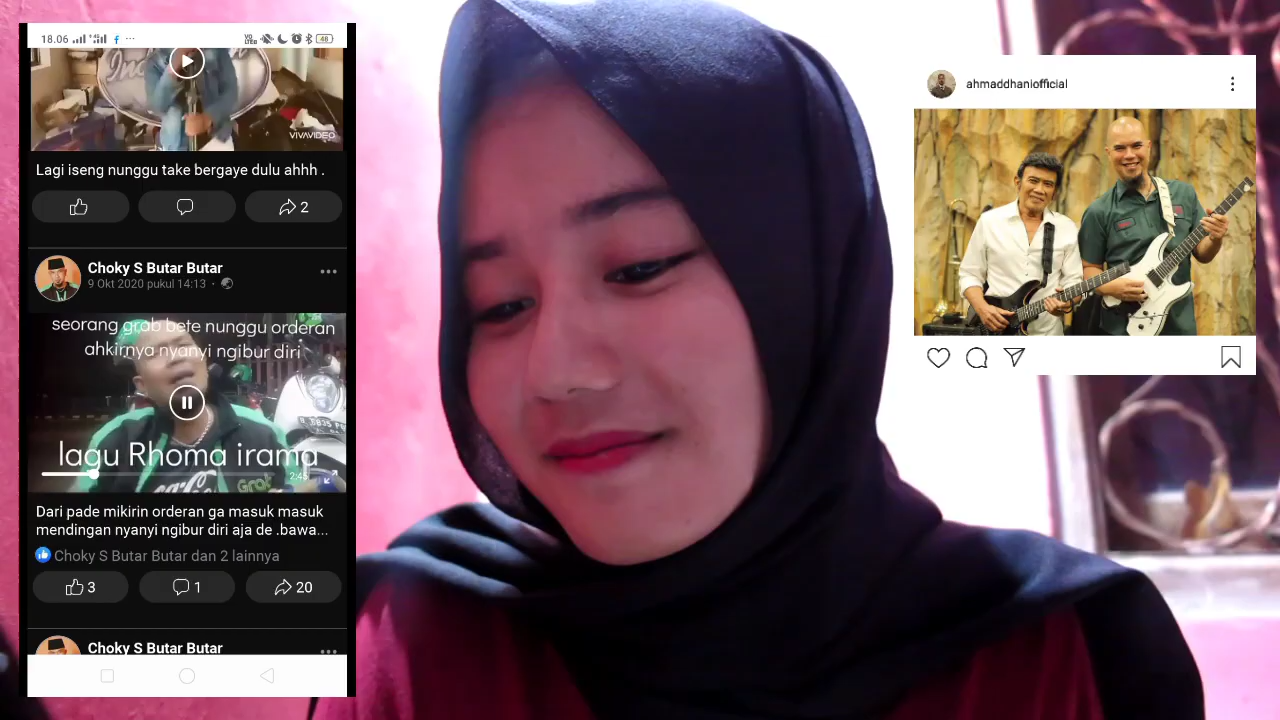 18.06
VIVAVIDEO
Lagi iseng nunggu take bergaye dulu ahhh .
2
Choky S Butar Butar
9 Okt 2020 pukul 14:13
seorang grab bete nunggu orderan
ahkirnya nyanyi ngibur diri
lagu Rhoma irama
2:45
Grab
Dari pade mikirin orderan ga masuk masuk
mendingan nyanyi ngibur diri aja de .bawa...
Choky S Butar Butar dan 2 lainnya
3
1
20
Choky S Butar Butar
ahmaddhaniofficial